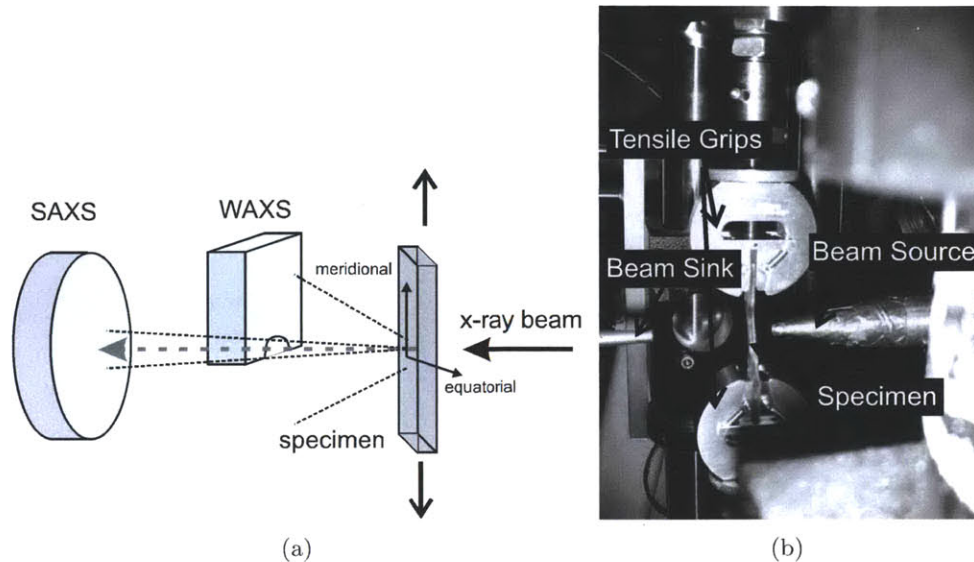 SAXS
WAXS
meridional
x-ray beam
equatorial
specimen
(a)
Tensile Grips
Beam Sink
Beam Source
Specimen
(b)